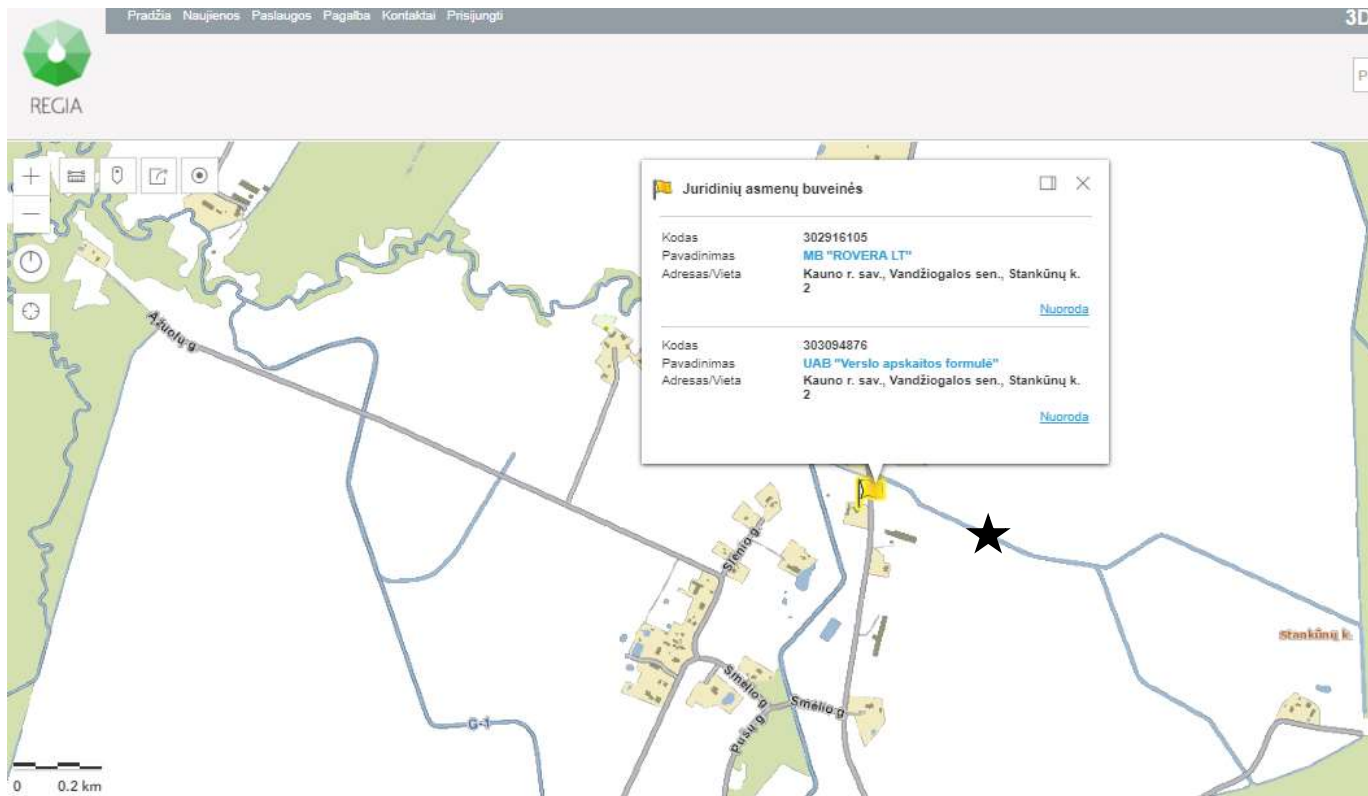 Pradžia Naujienos Paslaugos Pagalba Kontaktai Prisijungti
3D
REGIA
P
Juridinių asmenų buveinės
Kodas 302916105
Pavadinimas MB "ROVERA LT"
Adresas/Vieta Kauno r. sav., Vandžiogalos sen., Stankūnų k.
2
Nuoroda
Kodas 303094876
Pavadinimas UAB "Verslo apskaitos formulė"
Adresas/Vieta Kauno r. sav., Vandžiogalos sen., Stankūnų k.
2
Nuoroda
Ąžuolų g
Slėnio g
Stankūnų k.
Smėlio g
Smėlio g
Pušų g
G-1
0 0.2 km